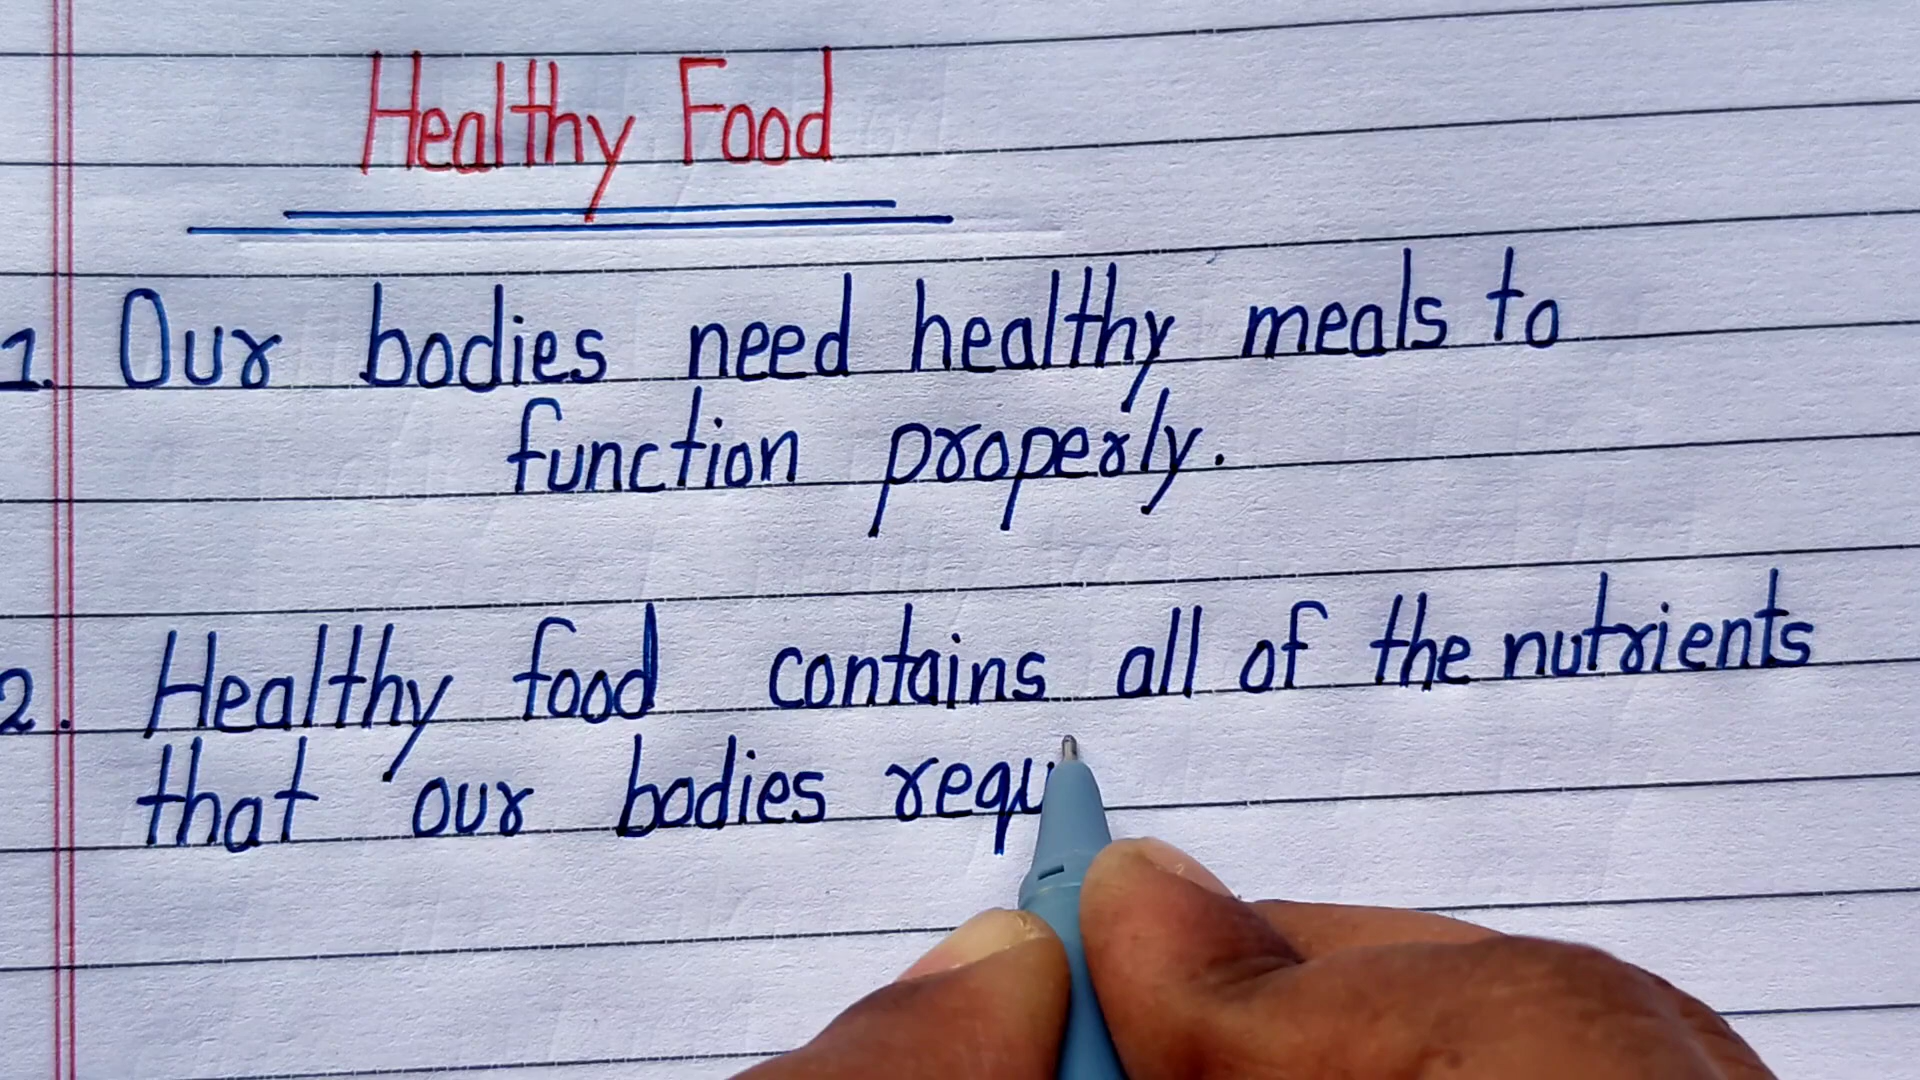 Healthy Food
1. Our bodies need healthy meals to
function properly.
2. Healthy food contains all of the nutrients
that our bodies requ